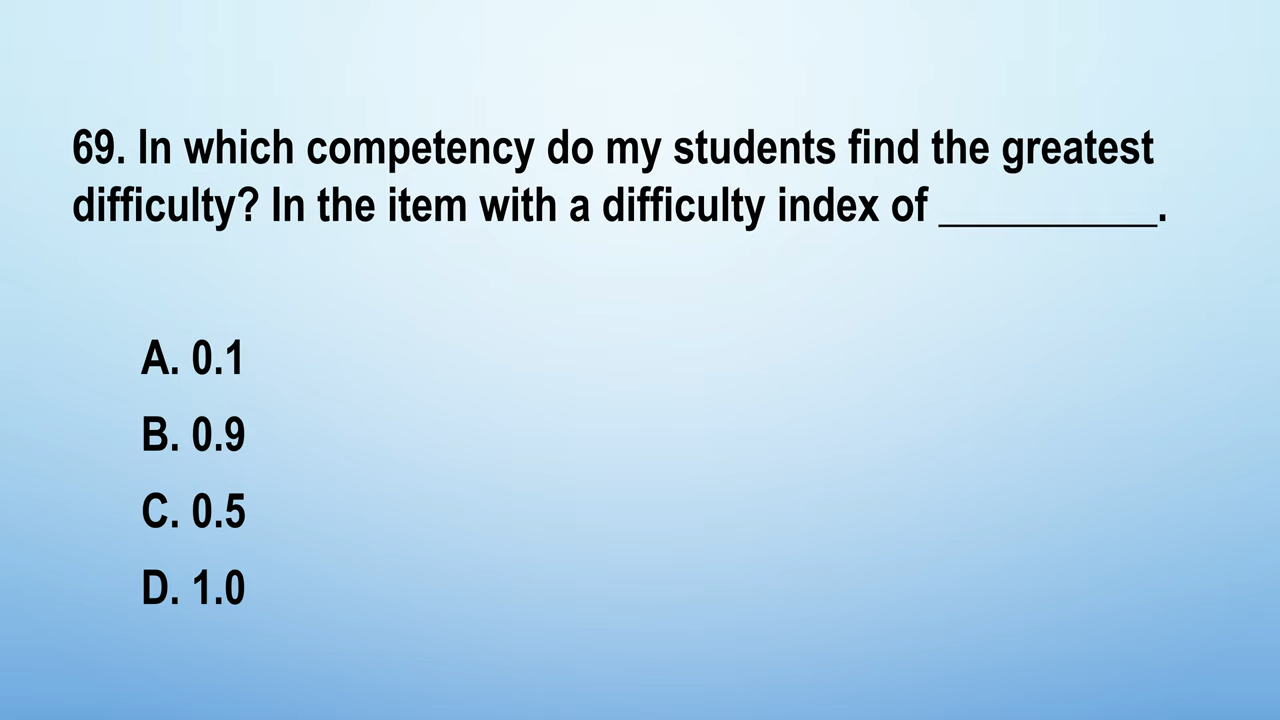 69. In which competency do my students find the greatest
difficulty? In the item with a difficulty index of __________.
A. 0.1
B. 0.9
C. 0.5
D. 1.0